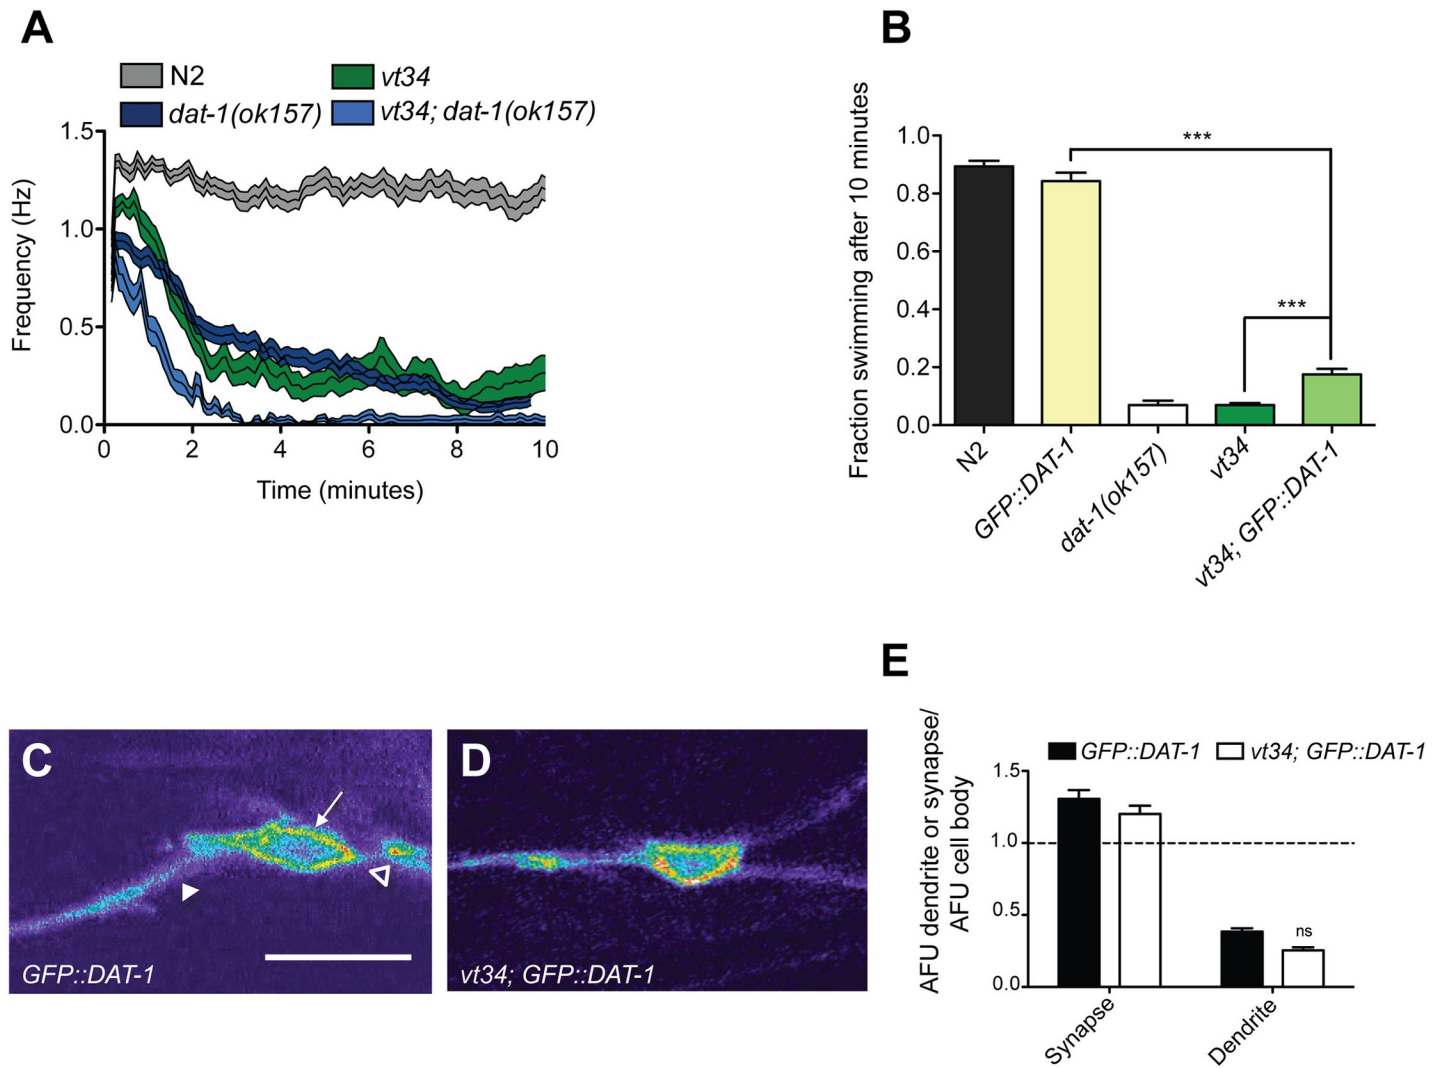 A
N2
vt34
dat-1(ok157)
vt34; dat-1(ok157)
1.5
1.0
0.5
0.0
0 2 4 6 8 10
Frequency (Hz)
Time (minutes)
B
Fraction swimming after 10 minutes
1.0
0.8
0.6
0.4
0.2
0.0
***
***
N2
GFP::DAT-1
dat-1(ok157)
vt34
vt34; GFP::DAT-1
C
GFP::DAT-1
D
vt34; GFP::DAT-1
E
GFP::DAT-1
vt34; GFP::DAT-1
AFU dendrite or synapse/
AFU cell body
1.5
1.0
0.5
0.0
ns
Synapse
Dendrite